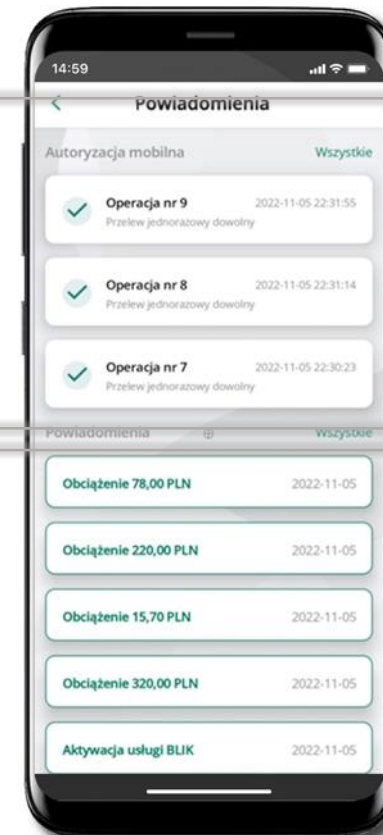 14:59
Powiadomienia
Autoryzacja mobilna Wszystkie
Operacja nr 9 2022-11-05 22:31:55
Przelew jednorazowy dowolny
Operacja nr 8 2022-11-05 22:31:14
Przelew jednorazowy dowolny
Operacja nr 7 2022-11-05 22:30:23
Przelew jednorazowy dowolny
Powiadomienia Wszystkie
Obciążenie 78,00 PLN 2022-11-05
Obciążenie 220,00 PLN 2022-11-05
Obciążenie 15,70 PLN 2022-11-05
Obciążenie 320,00 PLN 2022-11-05
Aktywacja usługi BLIK 2022-11-05